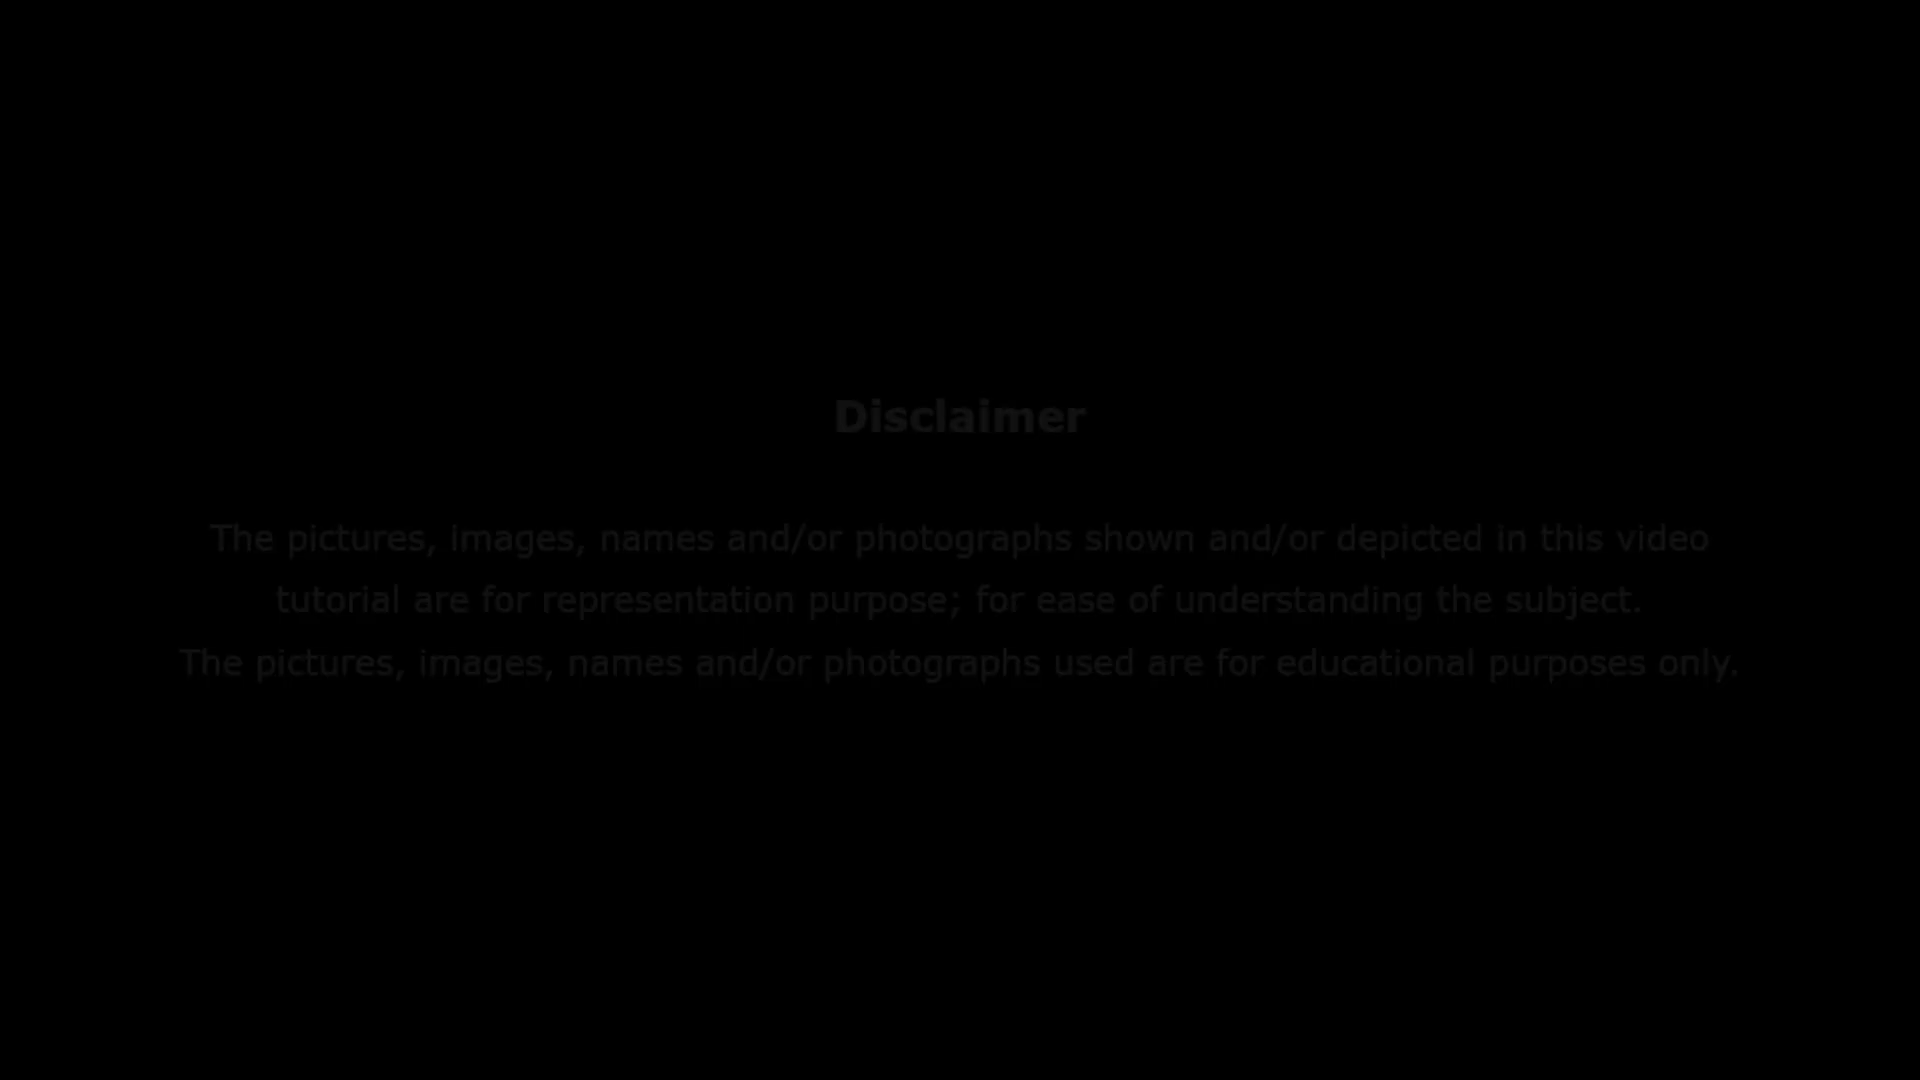 Disclaimer
The pictures, images, names and/or photographs shown and/or depicted in this video
tutorial are for representation purpose; for ease of understanding the subject.
The pictures, images, names and/or photographs used are for educational purposes only.